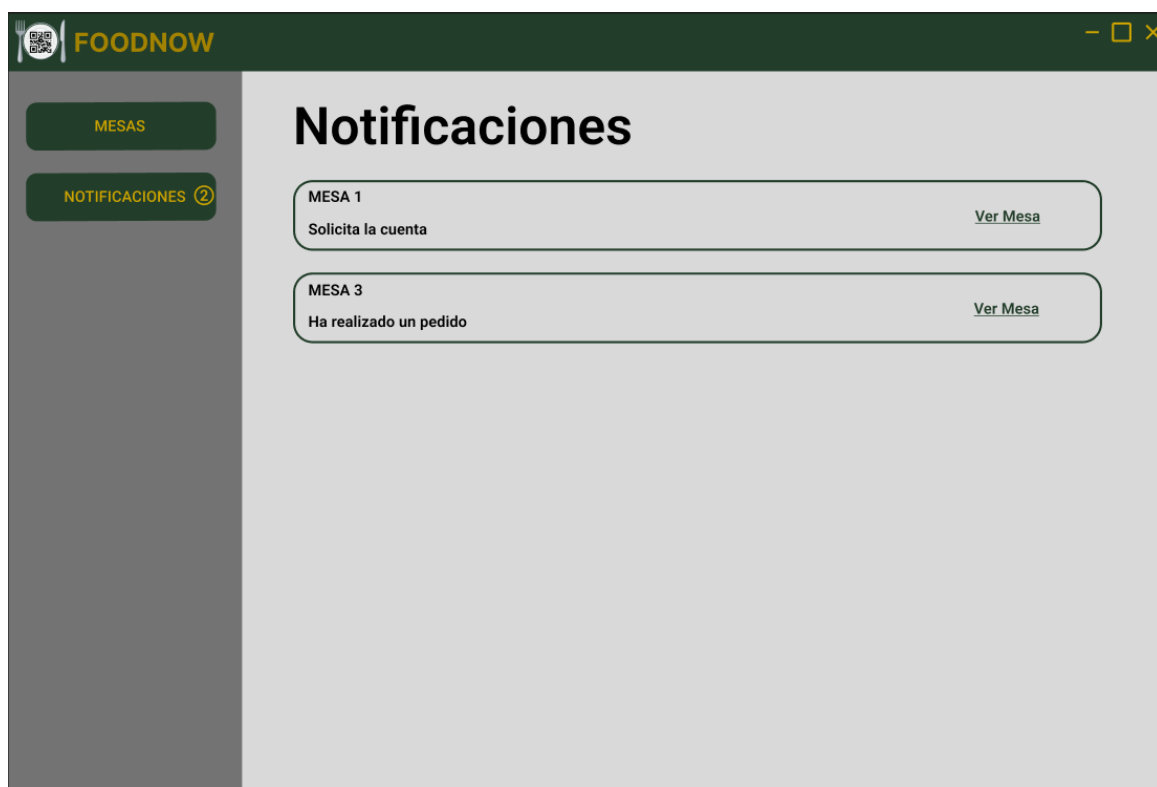 FOODNOW
MESAS
NOTIFICACIONES 2
Notificaciones
MESA 1
Solicita la cuenta
Ver Mesa
MESA 3
Ha realizado un pedido
Ver Mesa